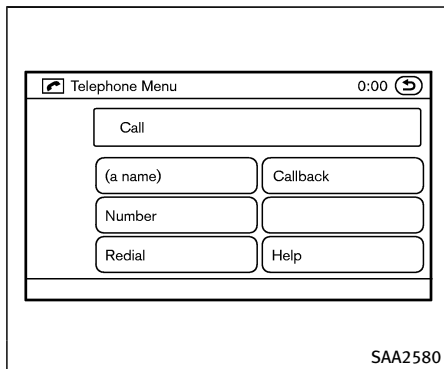 Telephone Menu 0:00
Call
(a name) Callback
Number
Redial Help
SAA2580